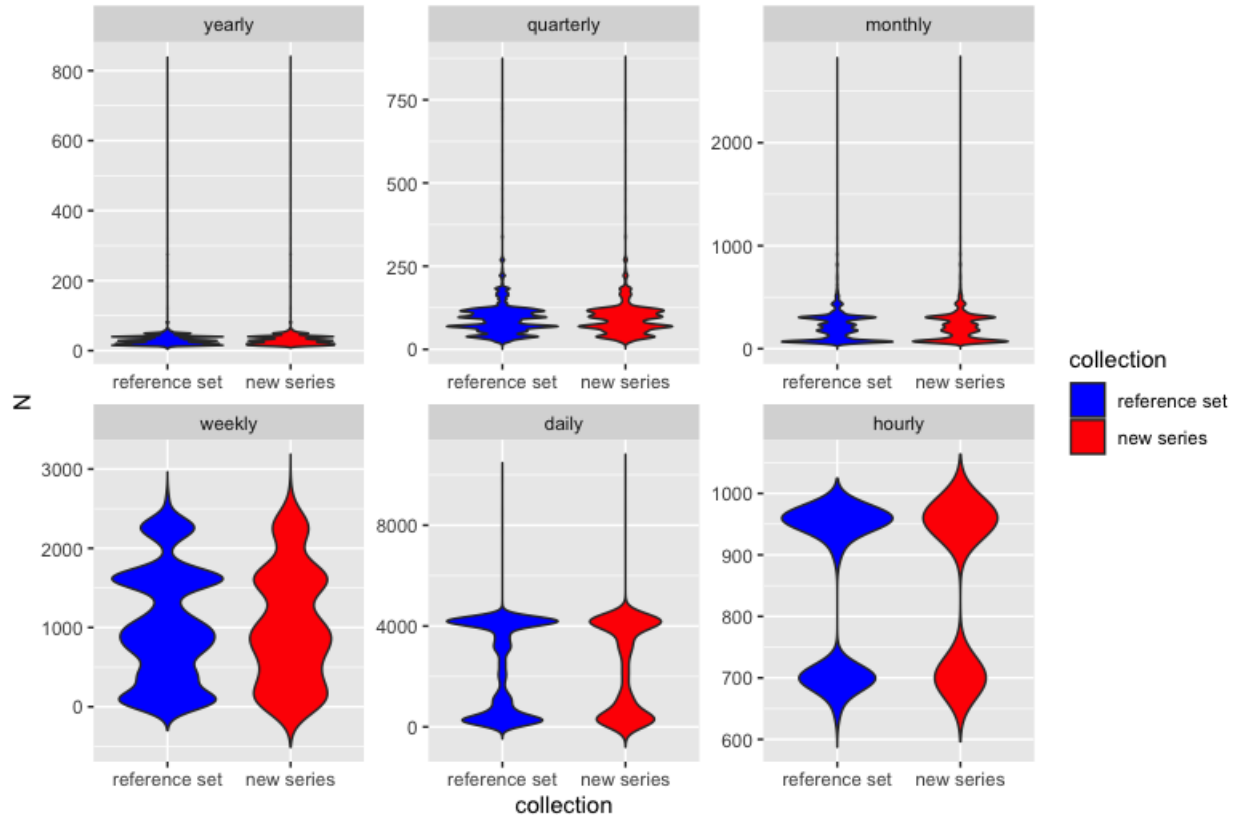 yearly quarterly monthly
800
600
400
200
0
750
500
250
0
2000
1000
0
reference set new series reference set new series reference set new series
N
weekly daily hourly
3000
2000
1000
0
8000
4000
0
1000
900
800
700
600
reference set new series reference set new series reference set new series
collection
collection
reference set
new series